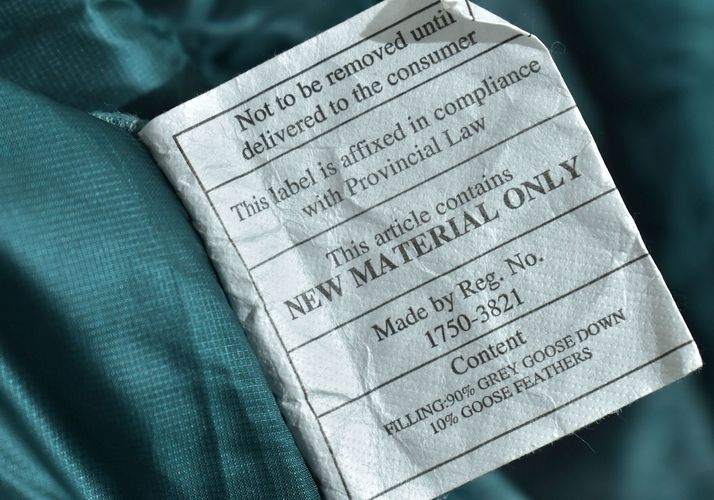 Not to be removed until
delivered to the consumer
This label is affixed in compliance
with Provincial Law
This article contains
NEW MATERIAL ONLY
Made by Reg. No.
1750-3821
Content
FILLING:90% GREY GOOSE DOWN
10% GOOSE FEATHERS